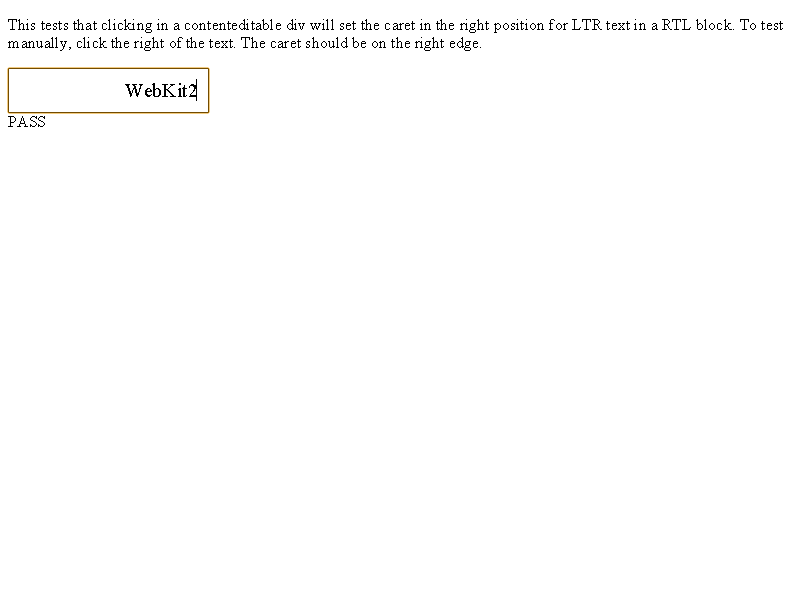 This tests that clicking in a contenteditable div will set the caret in the right position for LTR text in a RTL block. To test
manually, click the right of the text. The caret should be on the right edge.
WebKit2
PASS